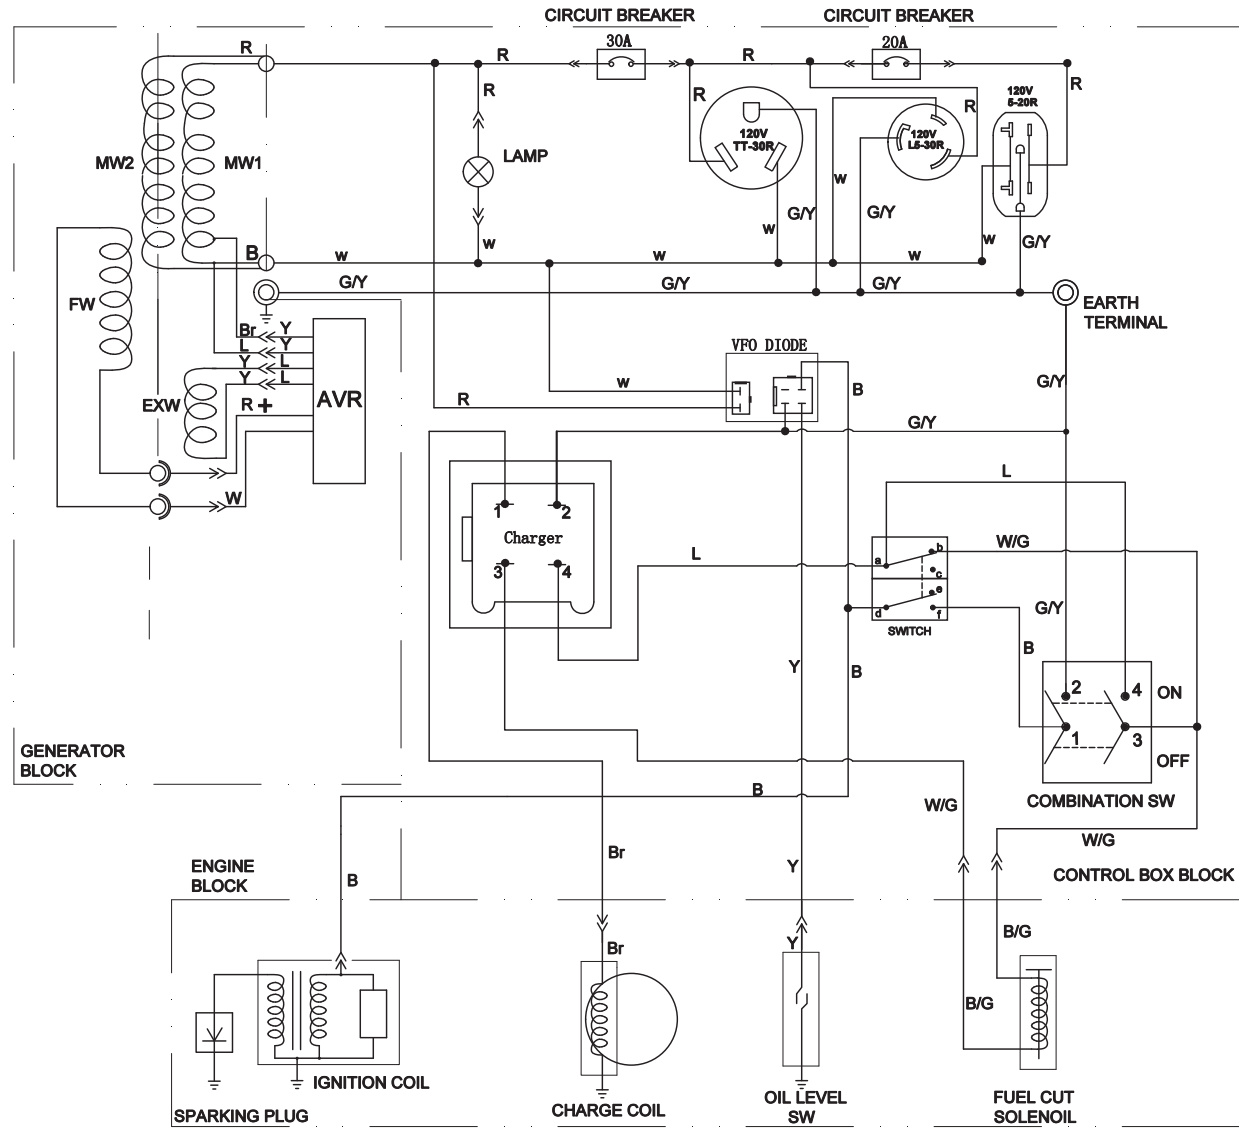 CIRCUIT BREAKER
CIRCUIT BREAKER
30A
20A
R
R
R
R
R
R
R
120V
5-20R
R
120V
TT-30R
120V
L5-30R
MW2
MW1
LAMP
W
G/Y
G/Y
W
W
W
G/Y
B
W
W
W
G/Y
G/Y
G/Y
FW
EARTH
TERMINAL
Br
Y
L
Y
Y
L
Y
L
VFO DIODE
EXW
R +
AVR
W
R
B
G/Y
G/Y
W
1
2
Charger
3
4
L
L
W/G
a
b
c
d
e
f
SWITCH
G/Y
B
Y
B
2
4
ON
1
3
OFF
COMBINATION SW
GENERATOR
BLOCK
B
W/G
W/G
Br
Y
ENGINE
BLOCK
B
CONTROL BOX BLOCK
Br
Y
B/G
B/G
IGNITION COIL
SPARKING PLUG
CHARGE COIL
OIL LEVEL
SW
FUEL CUT
SOLENOIL